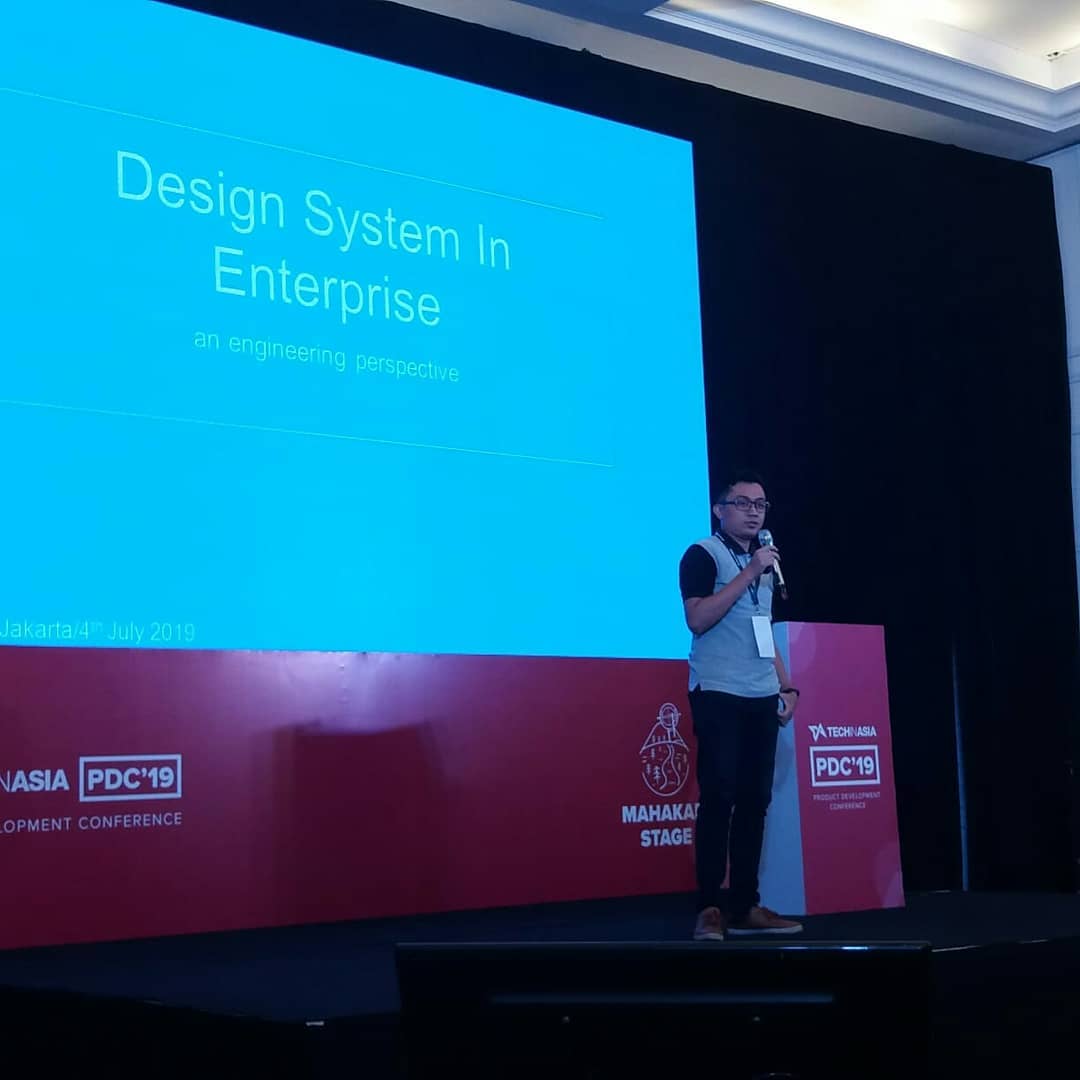 Design System In
Enterprise
an engineering perspective
Jakarta/4th July 2019
NASIA PDC'19
LOPMENT CONFERENCE
MAHAKA
STAGE
TECHINASIA
PDC'19
PRODUCT DEVELOPMENT
CONFERENCE